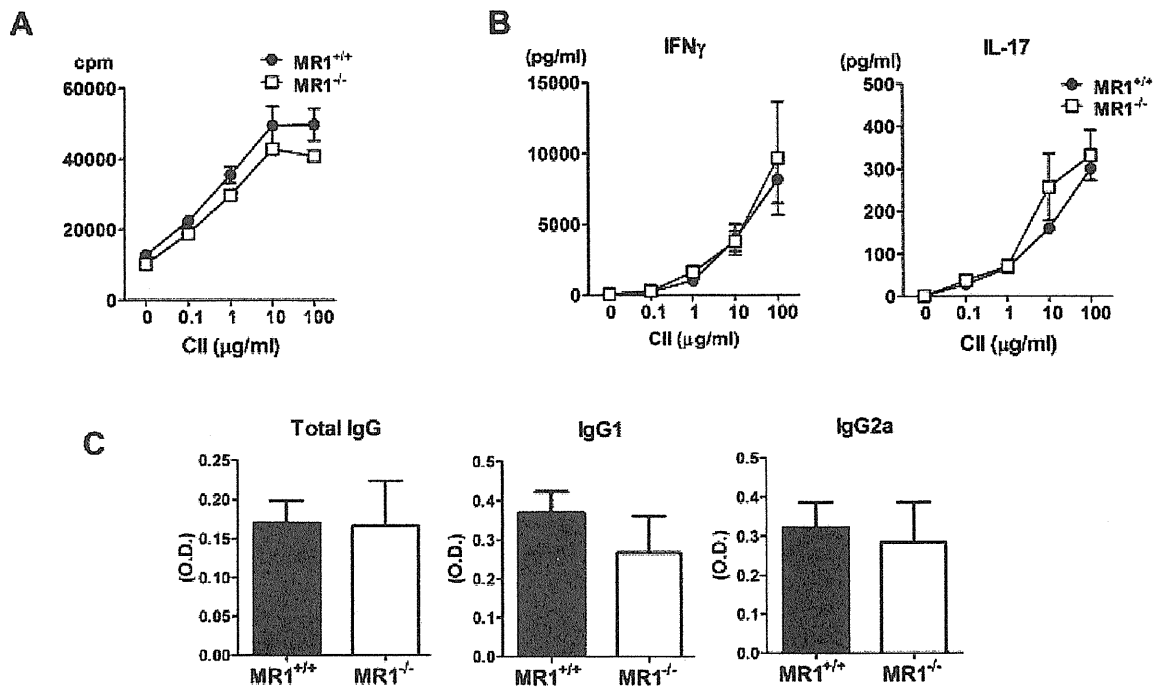 A
cpm
MR1+/+
MR1-/-
60000
40000
20000
0
0 0.1 1 10 100
CII (μg/ml)
B
IFNγ
(pg/ml)
15000
10000
5000
0
0 0.1 1 10 100
CII (μg/ml)
IL-17
(pg/ml)
MR1+/+
MR1-/-
500
400
300
200
100
0
0 0.1 1 10 100
CII (μg/ml)
C
Total IgG
(O.D.)
0.25
0.20
0.15
0.10
0.05
0.00
MR1+/+ MR1-/-
IgG1
(O.D.)
0.5
0.4
0.3
0.2
0.1
0.0
MR1+/+ MR1-/-
IgG2a
(O.D.)
0.5
0.4
0.3
0.2
0.1
0.0
MR1+/+ MR1-/-